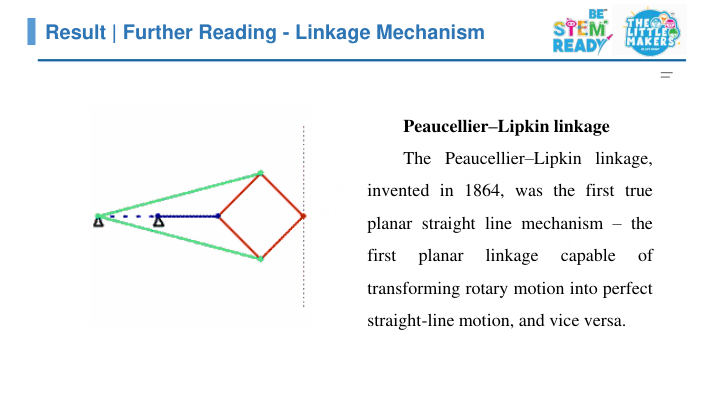 Result | Further Reading - Linkage Mechanism
BE
STEM
READY
THE
LITTLE
MAKERS
Peaucellier–Lipkin linkage
The Peaucellier–Lipkin linkage,
invented in 1864, was the first true
planar straight line mechanism – the
first planar linkage capable of
transforming rotary motion into perfect
straight-line motion, and vice versa.